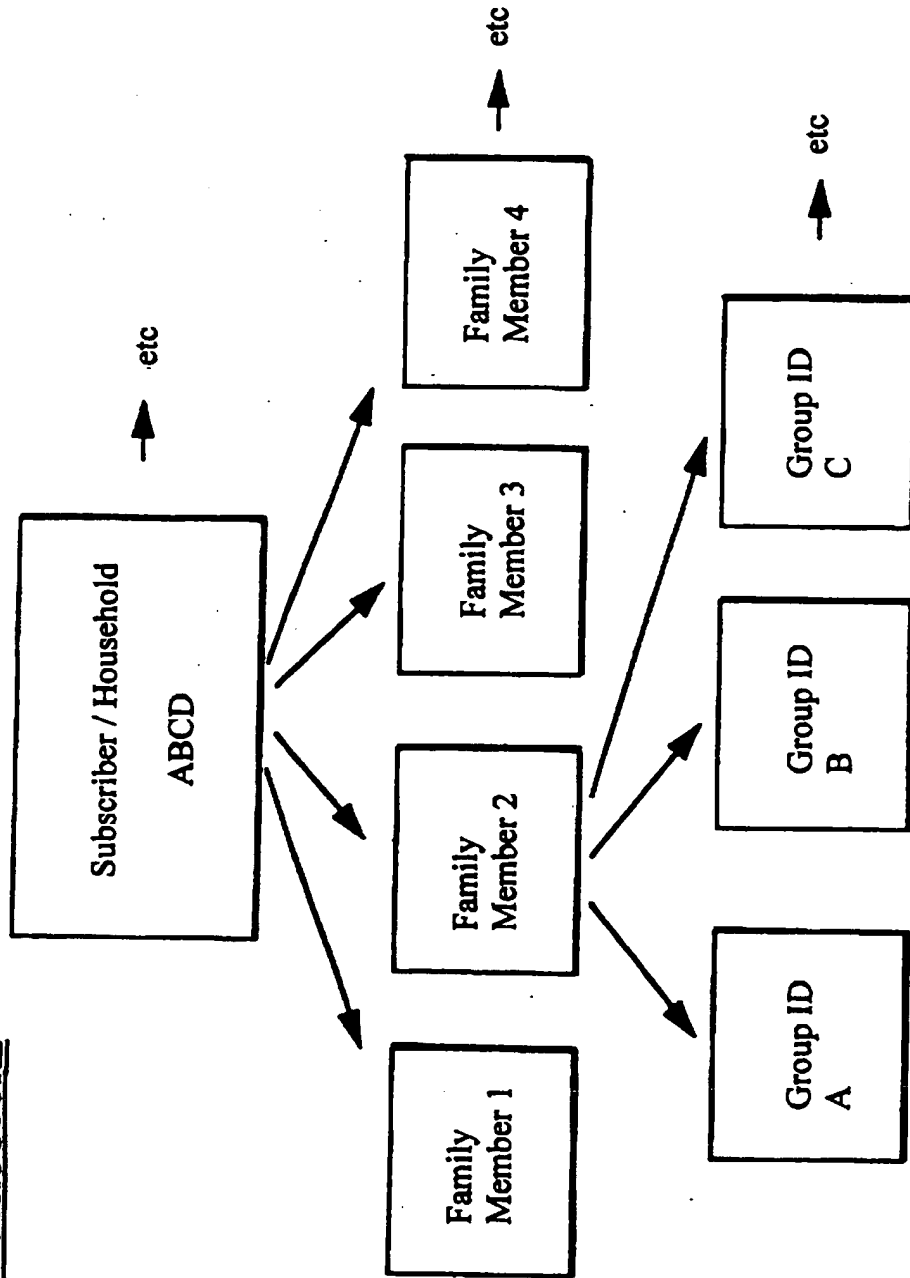 Subscriber / Household
ABCD
etc
Family
Member 1
Family
Member 2
Family
Member 3
Family
Member 4
etc
Group ID
A
Group ID
B
Group ID
C
etc